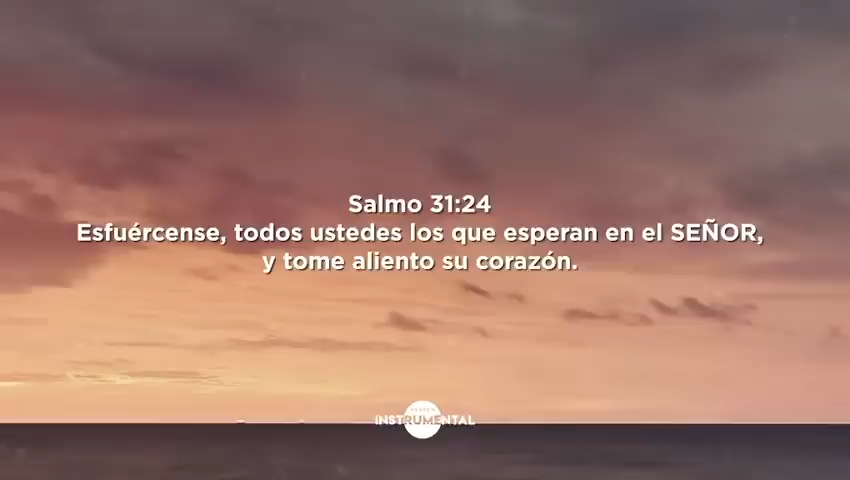 Salmo 31:24
Esfuércense, todos ustedes los que esperan en el SEÑOR,
y tome aliento su corazón.
INSTRUMENTAL